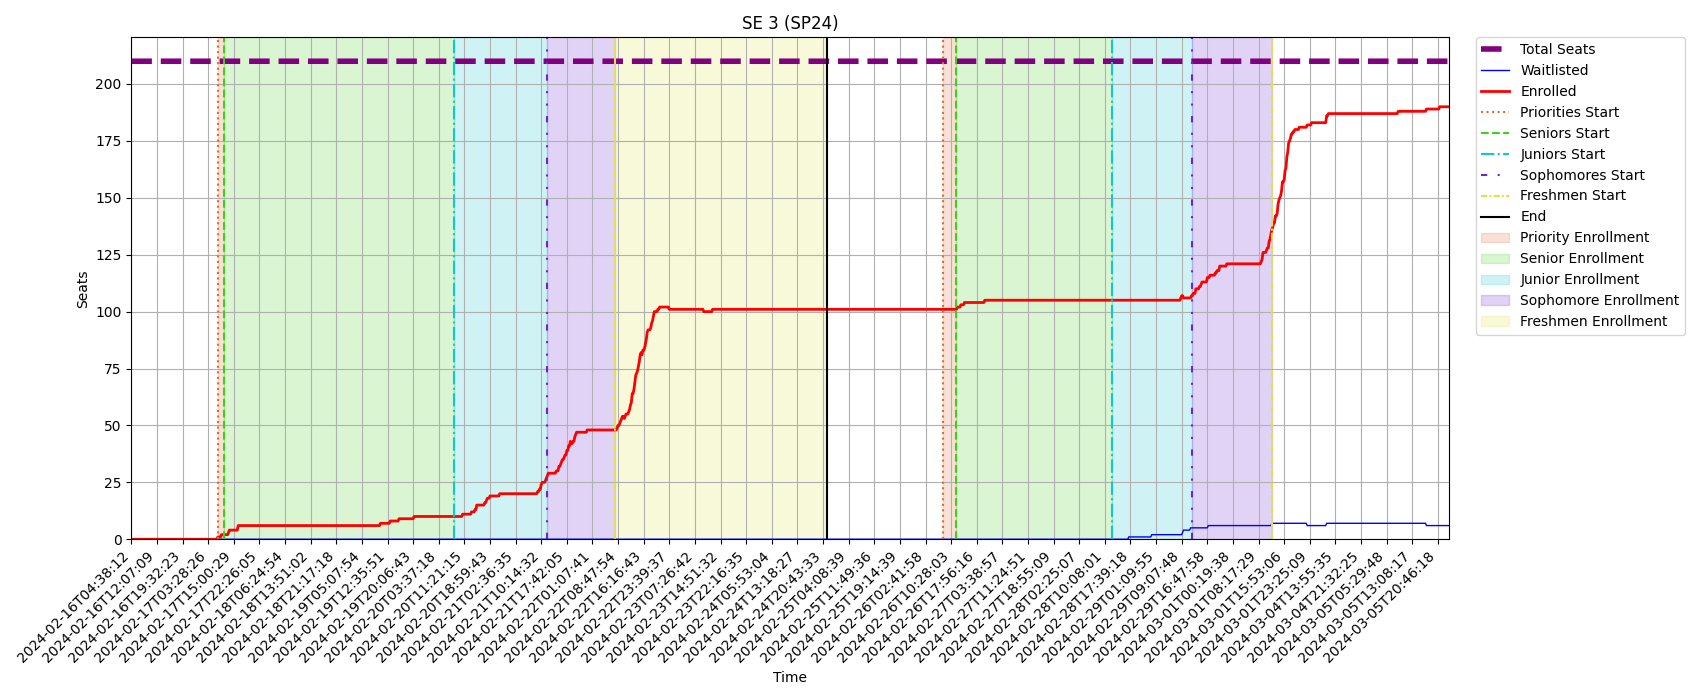 SE 3 (SP24)
Seats
200
175
150
125
100
75
50
25
0
2024-02-16T04:38:12
2024-02-16T12:07:09
2024-02-16T19:32:23
2024-02-17T03:28:26
2024-02-17T15:00:29
2024-02-17T22:26:05
2024-02-18T06:24:54
2024-02-18T13:51:02
2024-02-18T21:17:18
2024-02-19T05:07:54
2024-02-19T12:35:51
2024-02-19T20:06:43
2024-02-20T03:37:18
2024-02-20T11:21:15
2024-02-20T18:59:43
2024-02-21T02:36:35
2024-02-21T10:14:32
2024-02-21T17:42:05
2024-02-22T01:07:41
2024-02-22T08:47:54
2024-02-22T16:16:43
2024-02-22T23:39:37
2024-02-23T07:26:42
2024-02-23T14:51:32
2024-02-23T22:16:35
2024-02-24T05:53:04
2024-02-24T13:18:27
2024-02-24T20:43:33
2024-02-25T04:08:39
2024-02-25T11:49:36
2024-02-25T19:14:39
2024-02-26T02:41:58
2024-02-26T10:28:03
2024-02-26T17:56:16
2024-02-27T03:38:57
2024-02-27T11:24:51
2024-02-27T18:55:09
2024-02-28T02:25:07
2024-02-28T10:08:01
2024-02-28T17:39:18
2024-02-29T01:09:55
2024-02-29T09:07:48
2024-02-29T16:47:58
2024-03-01T00:19:38
2024-03-01T08:17:29
2024-03-01T15:53:06
2024-03-01T23:25:09
2024-03-04T13:55:35
2024-03-04T21:32:25
2024-03-05T05:29:48
2024-03-05T13:08:17
2024-03-05T20:46:18
Time
Total Seats
Waitlisted
Enrolled
Priorities Start
Seniors Start
Juniors Start
Sophomores Start
Freshmen Start
End
Priority Enrollment
Senior Enrollment
Junior Enrollment
Sophomore Enrollment
Freshmen Enrollment